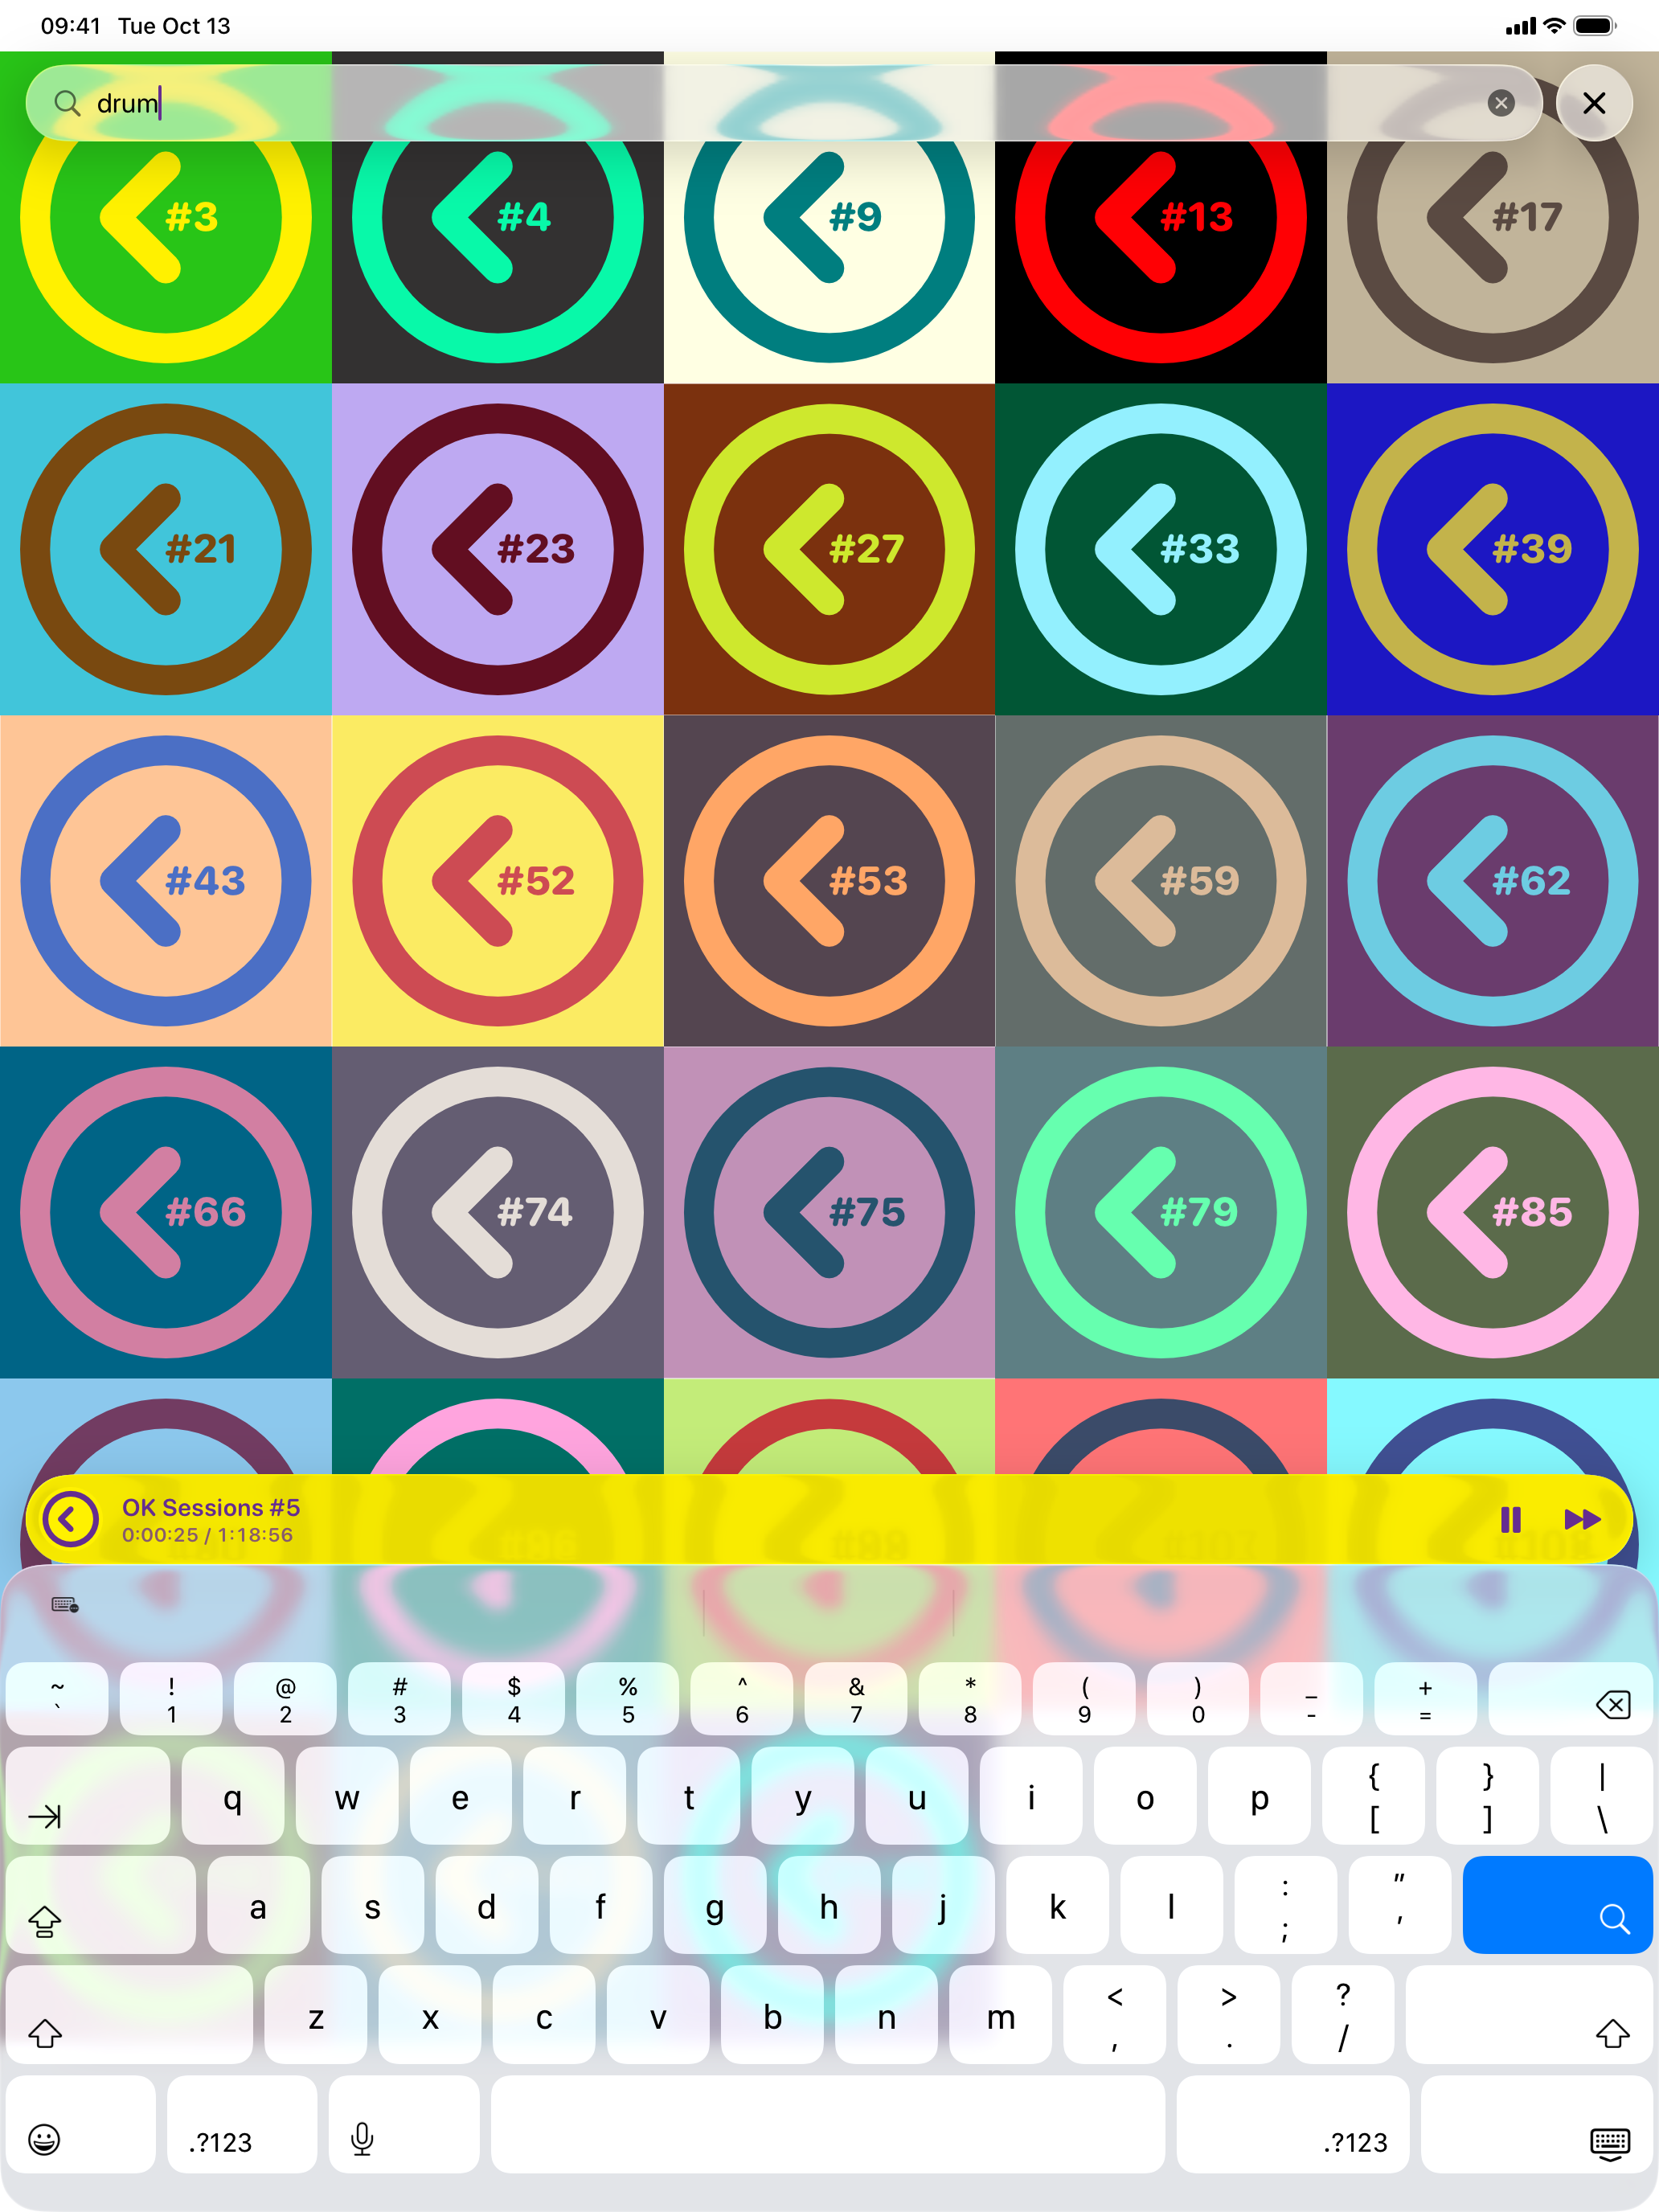 09:41 Tue Oct 13
drum
#3 #4 #9 #13 #17
#21 #23 #27 #33 #39
#43 #52 #53 #59 #62
#66 #74 #75 #79 #85
OK Sessions #5
0:00:25 / 1:18:56
~ ! @ # $ % ^ & * ( ) _ +
` 1 2 3 4 5 6 7 8 9 0 - =
q w e r t y u i o p { } |
[ ] \
a s d f g h j k l : "
; '
z x c v b n m < > ?
, . /
.?123 .?123